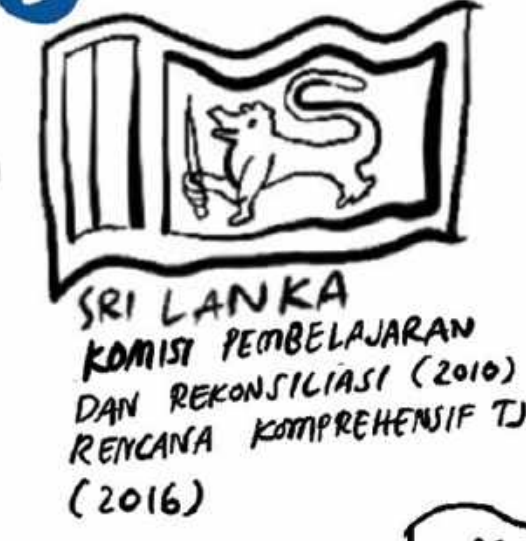 SRI LANKA
KOMISI PEMBELAJARAN
DAN REKONSILIASI (2010)
RENCANA KOMPREHENSIF TJ
(2016)